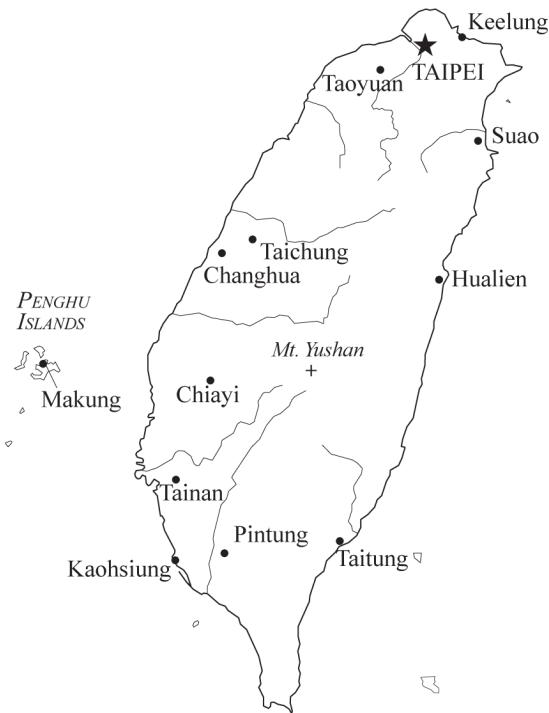 Keelung
TAIPEI
Taoyuan
Suao
Taichung
Changhua
Hualien
PENGHU
ISLANDS
Mt. Yushan
Makung
Chiayi
Tainan
Pintung
Taitung
Kaohsiung